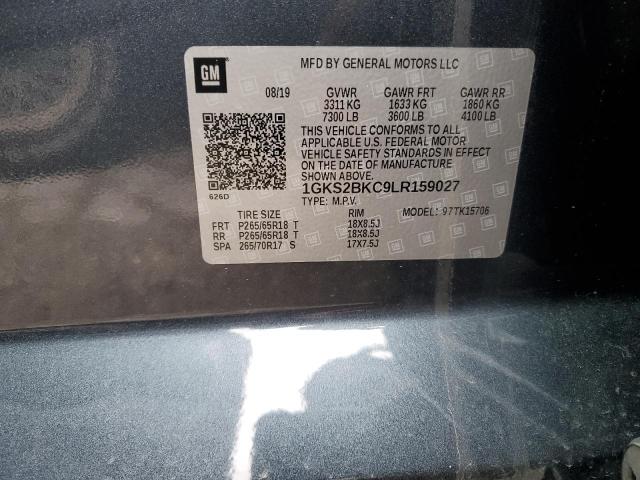 GM
MFD BY GENERAL MOTORS LLC
08/19 GVWR GAWR FRT GAWR RR
3311 KG 1633 KG 1860 KG
7300 LB 3600 LB 4100 LB
THIS VEHICLE CONFORMS TO ALL
APPLICABLE U.S. FEDERAL MOTOR
VEHICLE SAFETY STANDARDS IN EFFECT
ON THE DATE OF MANUFACTURE SHOWN ABOVE.
626D 1GKS2BKC9LR159027
TYPE: M.P.V.
TIRE SIZE RIM MODEL: 97TK15706
FRT P265/65R18 T 18X8.5J
RR P265/65R18 T 18X8.5J
SPA 265/70R17 S 17X7.5J